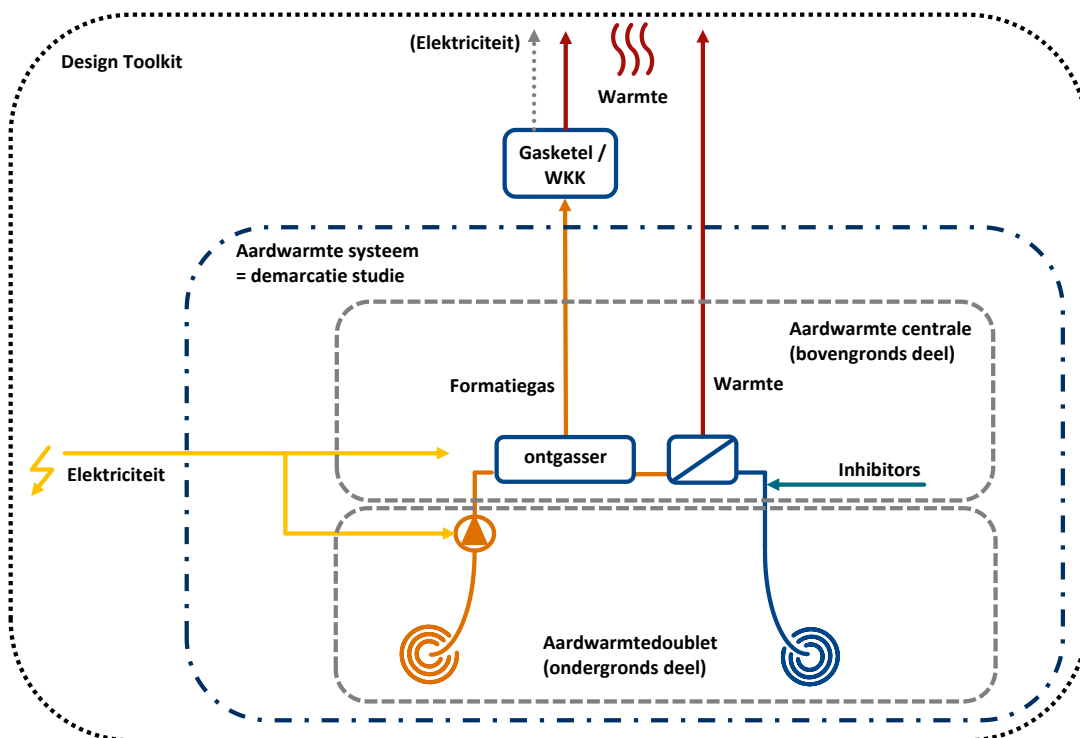 (Elektriciteit)
Design Toolkit
Warmte
Gasketel /
WKK
Aardwarmte systeem
= demarcatie studie
Aardwarmte centrale
(bovengronds deel)
Formatiegas
Warmte
ontgasser
Elektriciteit
Inhibitors
Aardwarmtedoublet
(ondergronds deel)